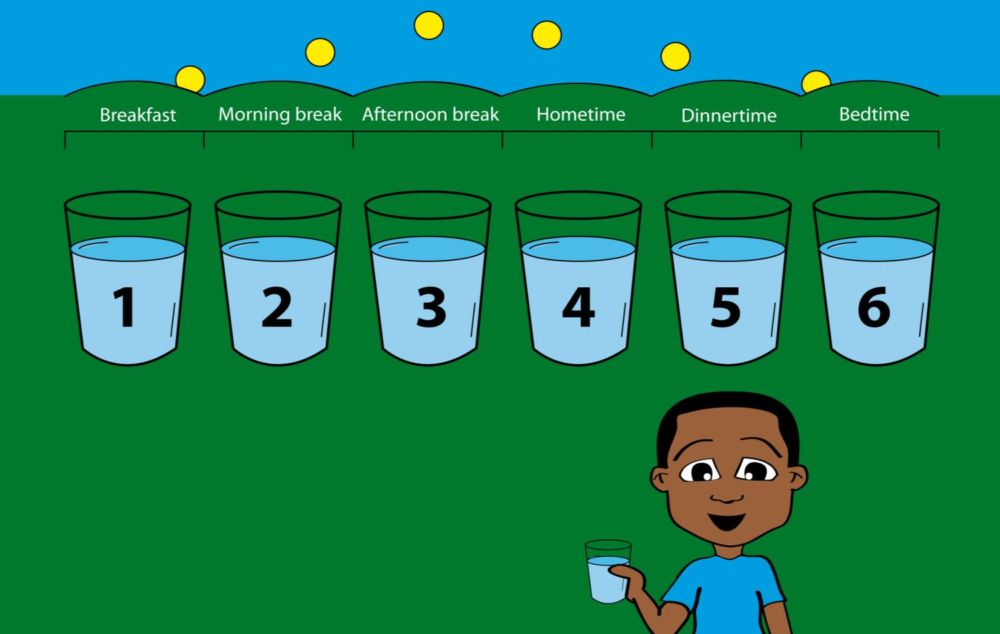 Breakfast
Morning break
Afternoon break
Hometime
Dinnertime
Bedtime
1
2
3
4
5
6